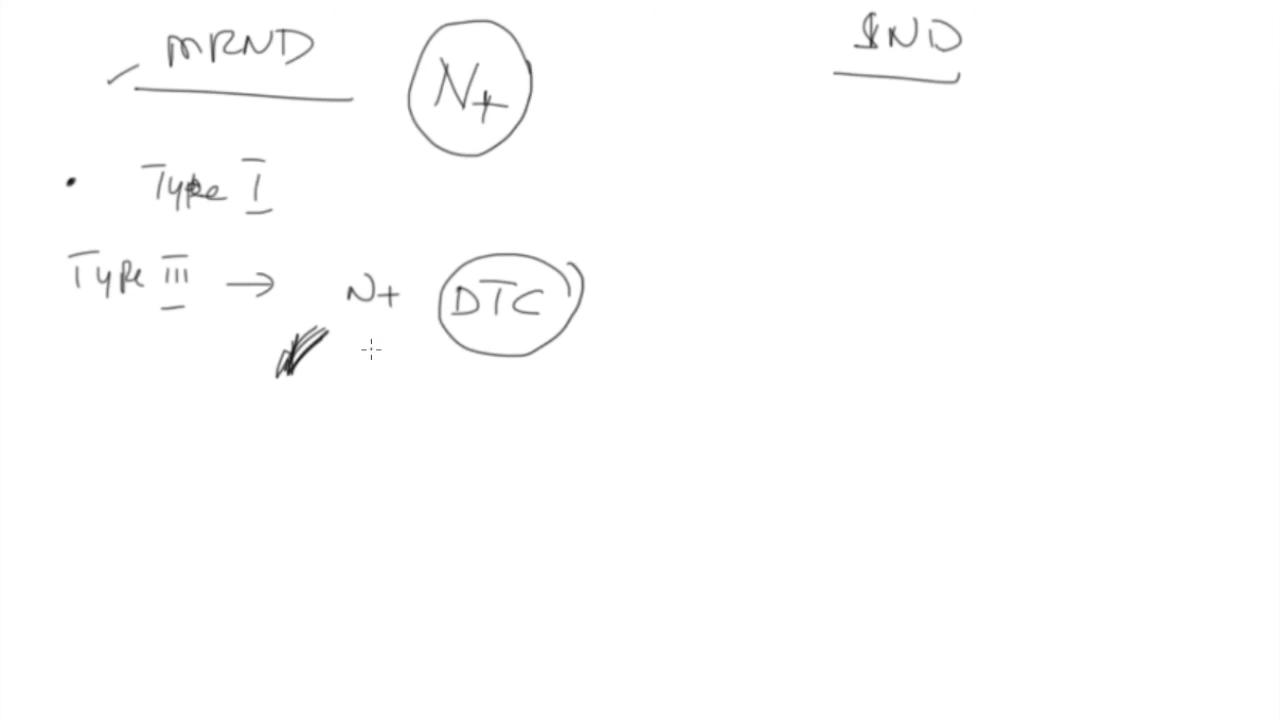 MRND N+ SND
Type I
Type III → N+ DTC